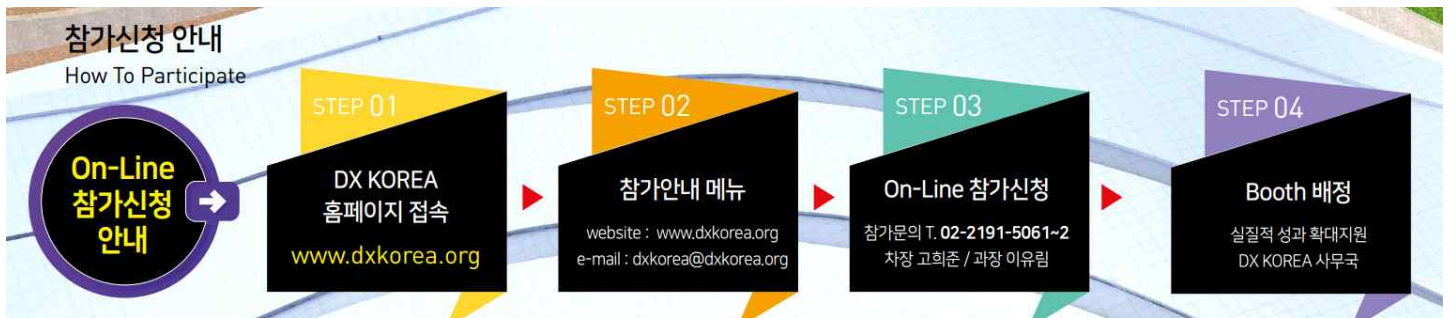 참가신청 안내
How To Participate
On-Line
참가신청
안내
STEP 01
DX KOREA
홈페이지 접속
www.dxkorea.org
STEP 02
참가안내 메뉴
website : www.dxkorea.org
e-mail : dxkorea@dxkorea.org
STEP 03
On-Line 참가신청
참가문의 T. 02-2191-5061~2
차장 고희준 / 과장 이유림
STEP 04
Booth 배정
실질적 성과 확대지원
DX KOREA 사무국